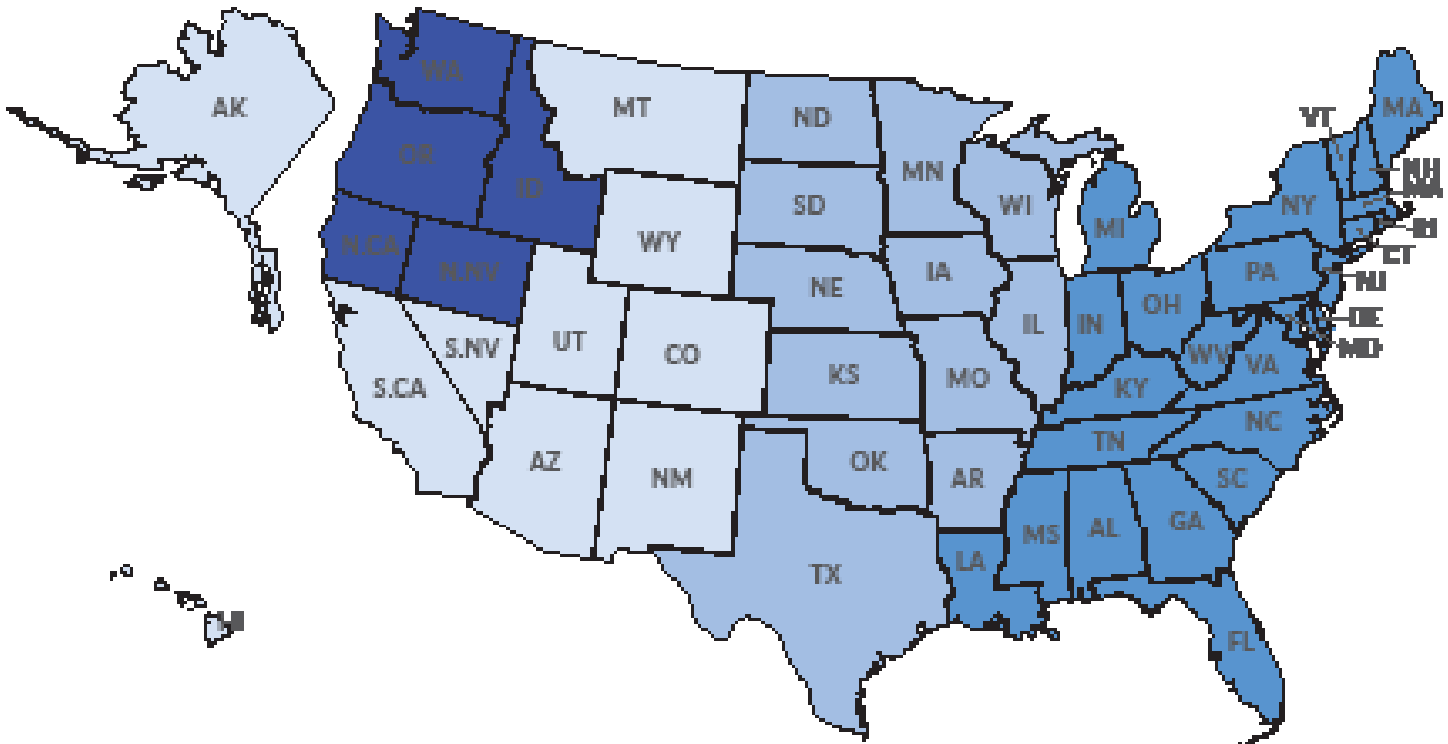 WA
AK
MT
MA
ND
VT
OR
MN
NH
MA
ID
WI
SD
NY
MI
RI
N.CA
WY
CT
N.NV
IA
PA
NJ
NE
OH
IL
IN
DE
UT
S.NV
CO
WV
MD
VA
KS
MO
S.CA
KY
NC
TN
AZ
OK
NM
AR
SC
GA
MS
AL
LA
TX
HI
FL